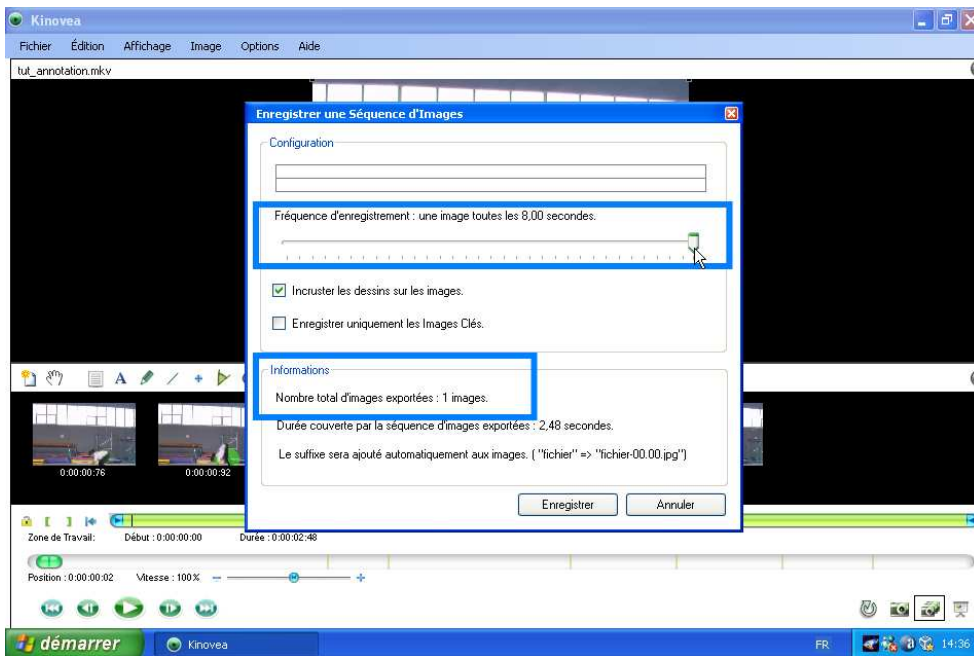 Kinovea
Fichier Édition Affichage Image Options Aide
tut_annotation.mkv
Enregistrer une Séquence d'Images
Configuration
Fréquence d'enregistrement : une image toutes les 8,00 secondes.
Incruster les dessins sur les images.
Enregistrer uniquement les Images Clés.
Informations
Nombre total d'images exportées : 1 images.
Durée couverte par la séquence d'images exportées : 2,48 secondes.
Le suffixe sera ajouté automatiquement aux images. ( "fichier" => "fichier-00.00.jpg")
0:00:00:76 0:00:00:92
Enregistrer Annuler
Zone de Travail: Début : 0:00:00:00 Durée : 0:00:02:48
Position : 0:00:00:02 Vitesse : 100%
démarrer Kinovea FR 14:36